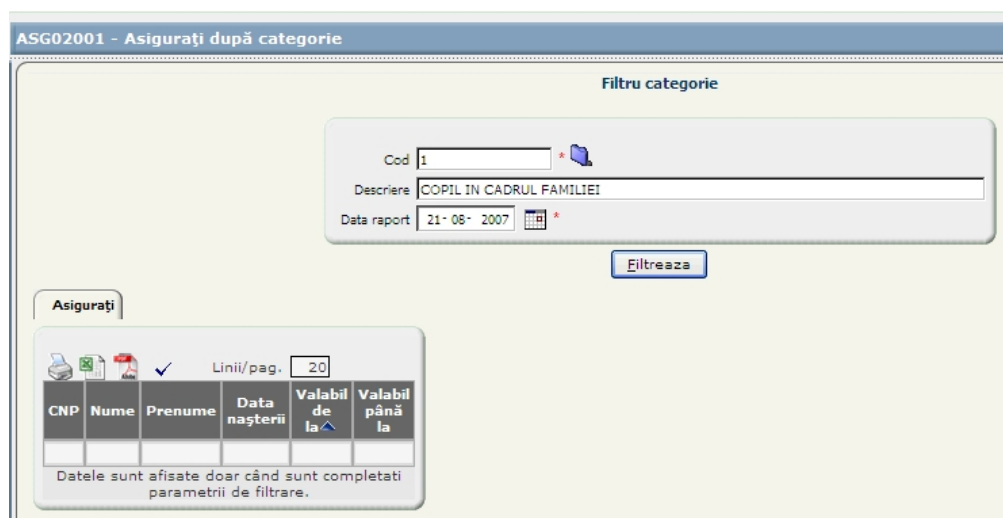 ASG02001 - Asiguraţi după categorie
Filtru categorie
Cod 1 *
Descriere COPIL IN CADRUL FAMILIEI
Data raport 21- 08- 2007 *
Filtreaza
Asiguraţi
Linii/pag. 20
CNP Nume Prenume Data naşterii Valabil de la Valabil până la
Datele sunt afisate doar când sunt completati
parametrii de filtrare.